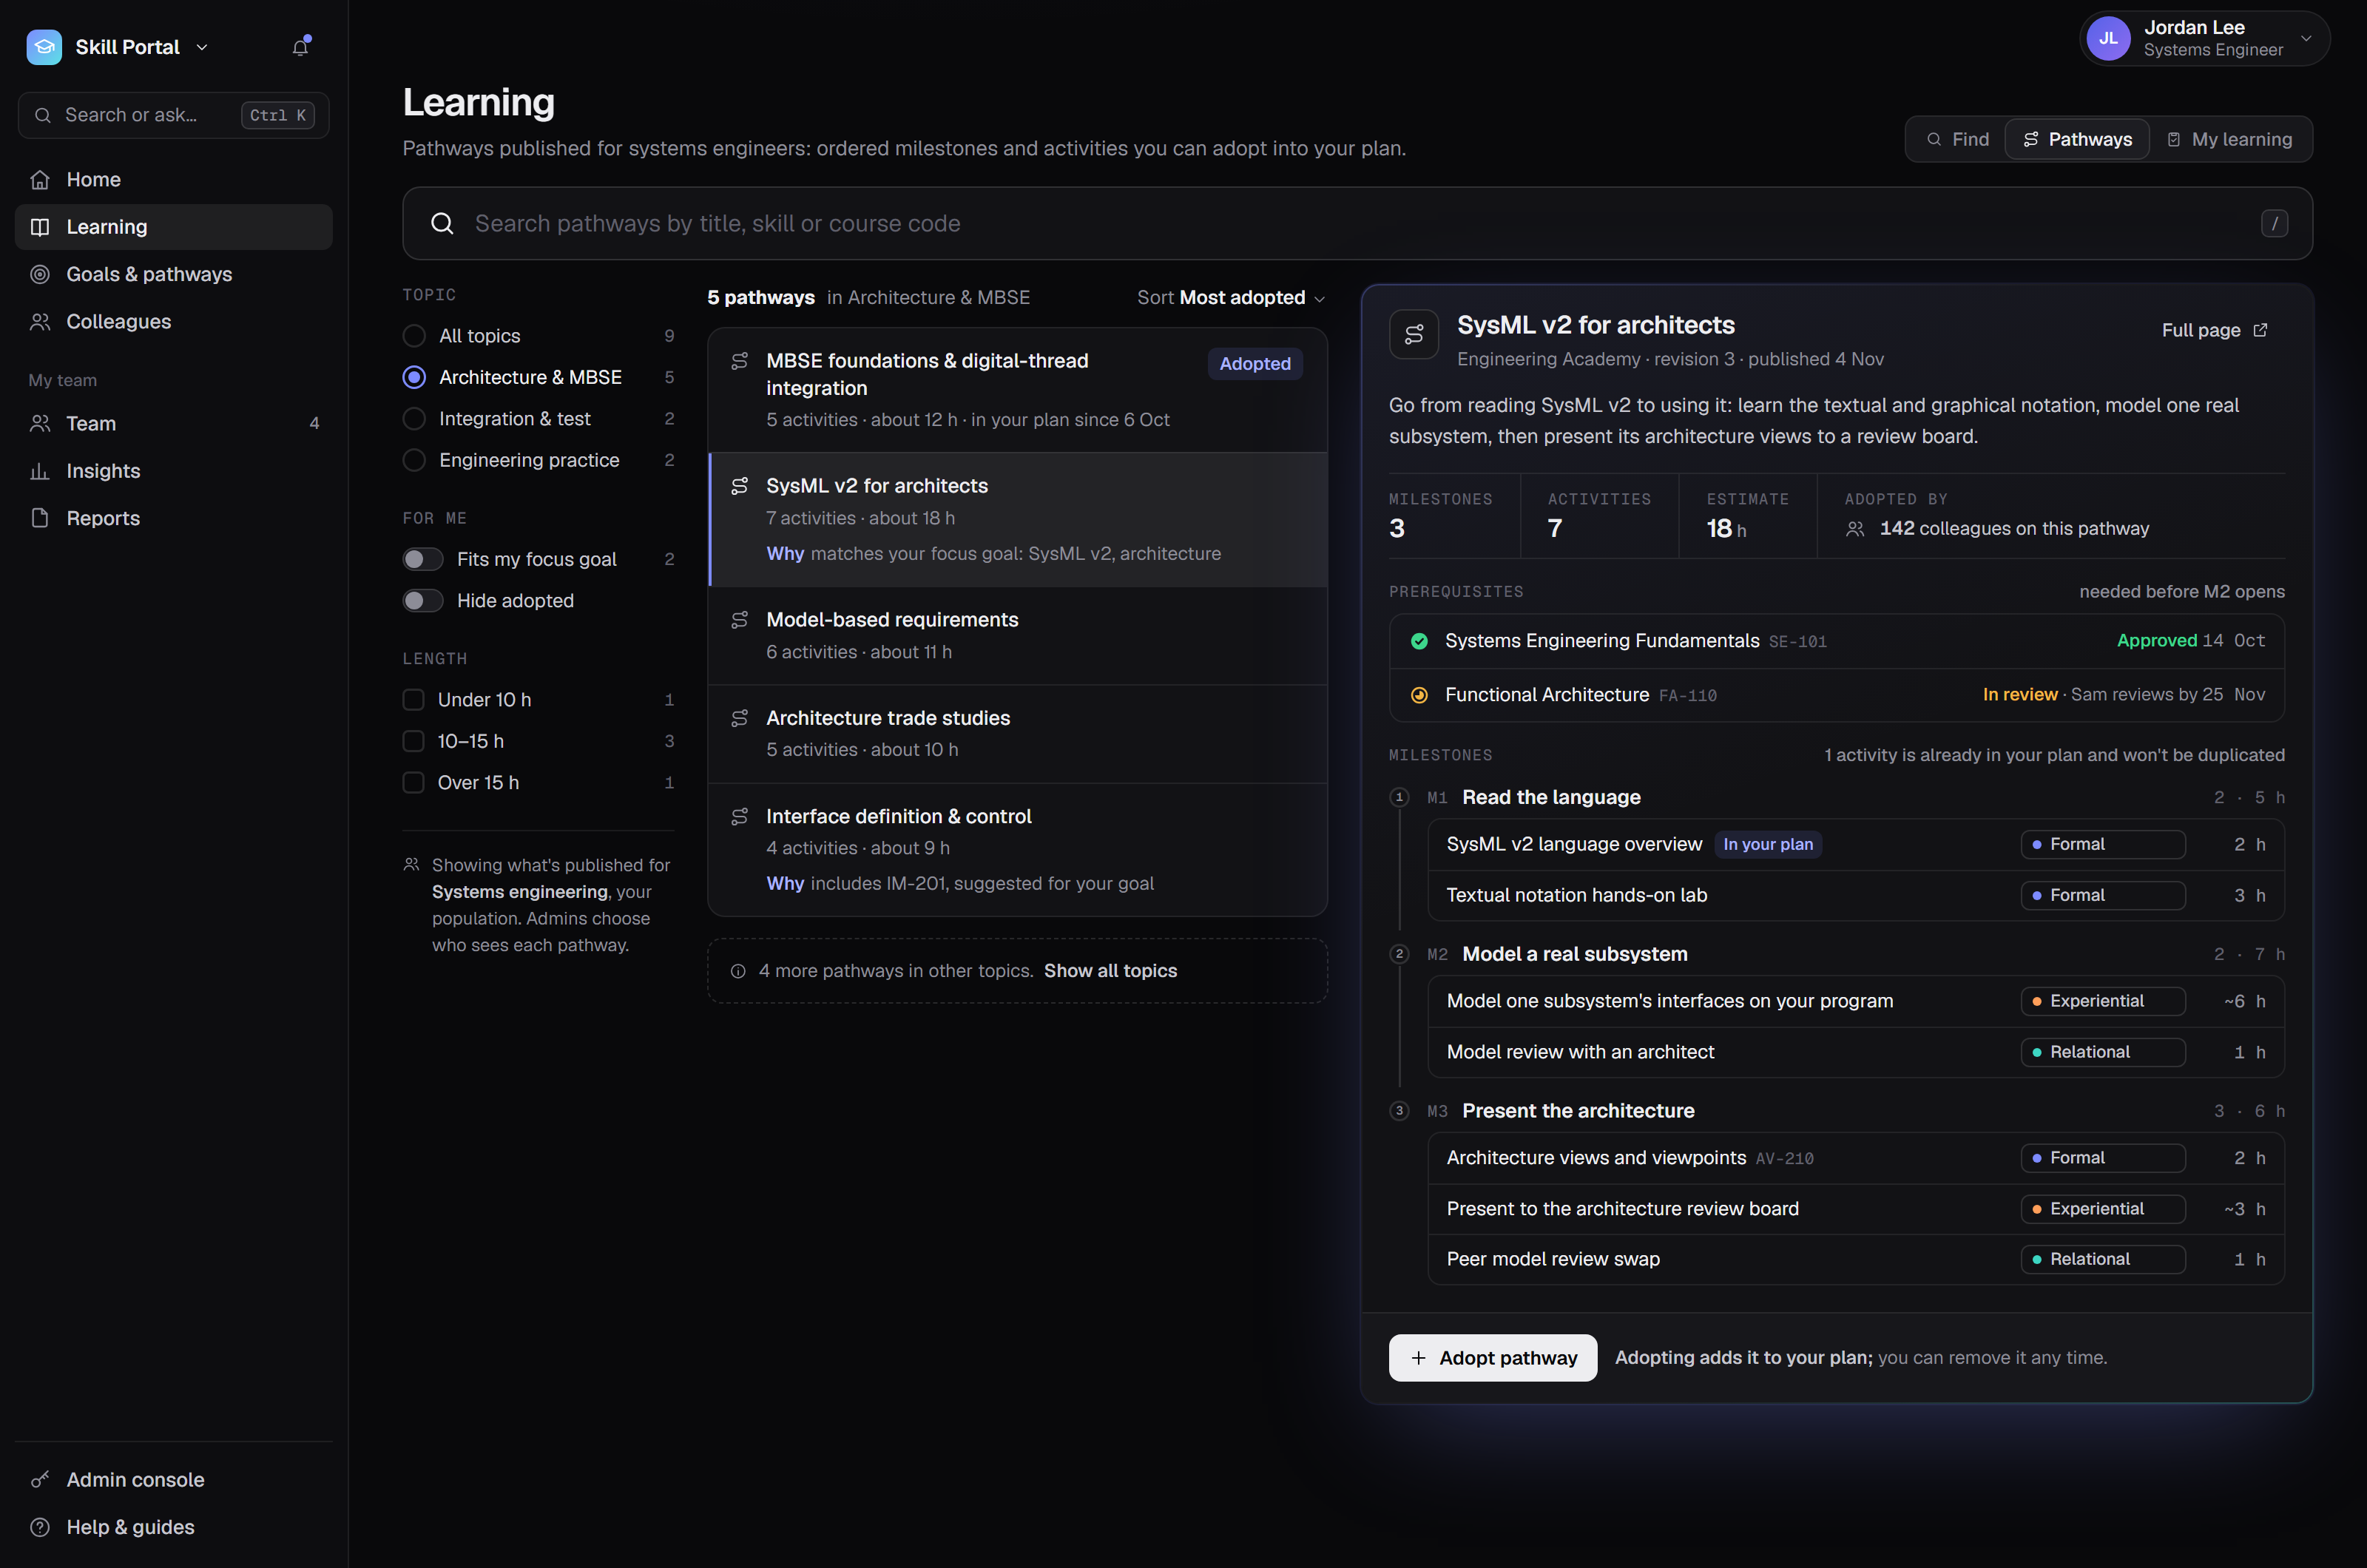 Skill Portal
Search or ask...
Ctrl K
Home
Learning
Goals & pathways
Colleagues
My team
Team 4
Insights
Reports
Admin console
Help & guides
JL
Jordan Lee
Systems Engineer
Learning
Pathways published for systems engineers: ordered milestones and activities you can adopt into your plan.
Find
Pathways
My learning
Search pathways by title, skill or course code
/
TOPIC
All topics 9
Architecture & MBSE 5
Integration & test 2
Engineering practice 2
FOR ME
Fits my focus goal 2
Hide adopted
LENGTH
Under 10 h 1
10–15 h 3
Over 15 h 1
Showing what's published for
Systems engineering, your
population. Admins choose
who sees each pathway.
5 pathways in Architecture & MBSE
Sort Most adopted
MBSE foundations & digital-thread
integration
Adopted
5 activities · about 12 h · in your plan since 6 Oct
SysML v2 for architects
7 activities · about 18 h
Why matches your focus goal: SysML v2, architecture
Model-based requirements
6 activities · about 11 h
Architecture trade studies
5 activities · about 10 h
Interface definition & control
4 activities · about 9 h
Why includes IM-201, suggested for your goal
4 more pathways in other topics. Show all topics
SysML v2 for architects
Engineering Academy · revision 3 · published 4 Nov
Full page
Go from reading SysML v2 to using it: learn the textual and graphical notation, model one real
subsystem, then present its architecture views to a review board.
MILESTONES
3
ACTIVITIES
7
ESTIMATE
18 h
ADOPTED BY
142 colleagues on this pathway
PREREQUISITES
needed before M2 opens
Systems Engineering Fundamentals SE-101 Approved 14 Oct
Functional Architecture FA-110 In review · Sam reviews by 25 Nov
MILESTONES
1 activity is already in your plan and won't be duplicated
1 M1 Read the language 2 · 5 h
SysML v2 language overview In your plan Formal 2 h
Textual notation hands-on lab Formal 3 h
2 M2 Model a real subsystem 2 · 7 h
Model one subsystem's interfaces on your program Experiential ~6 h
Model review with an architect Relational 1 h
3 M3 Present the architecture 3 · 6 h
Architecture views and viewpoints AV-210 Formal 2 h
Present to the architecture review board Experiential ~3 h
Peer model review swap Relational 1 h
Adopt pathway
Adopting adds it to your plan; you can remove it any time.